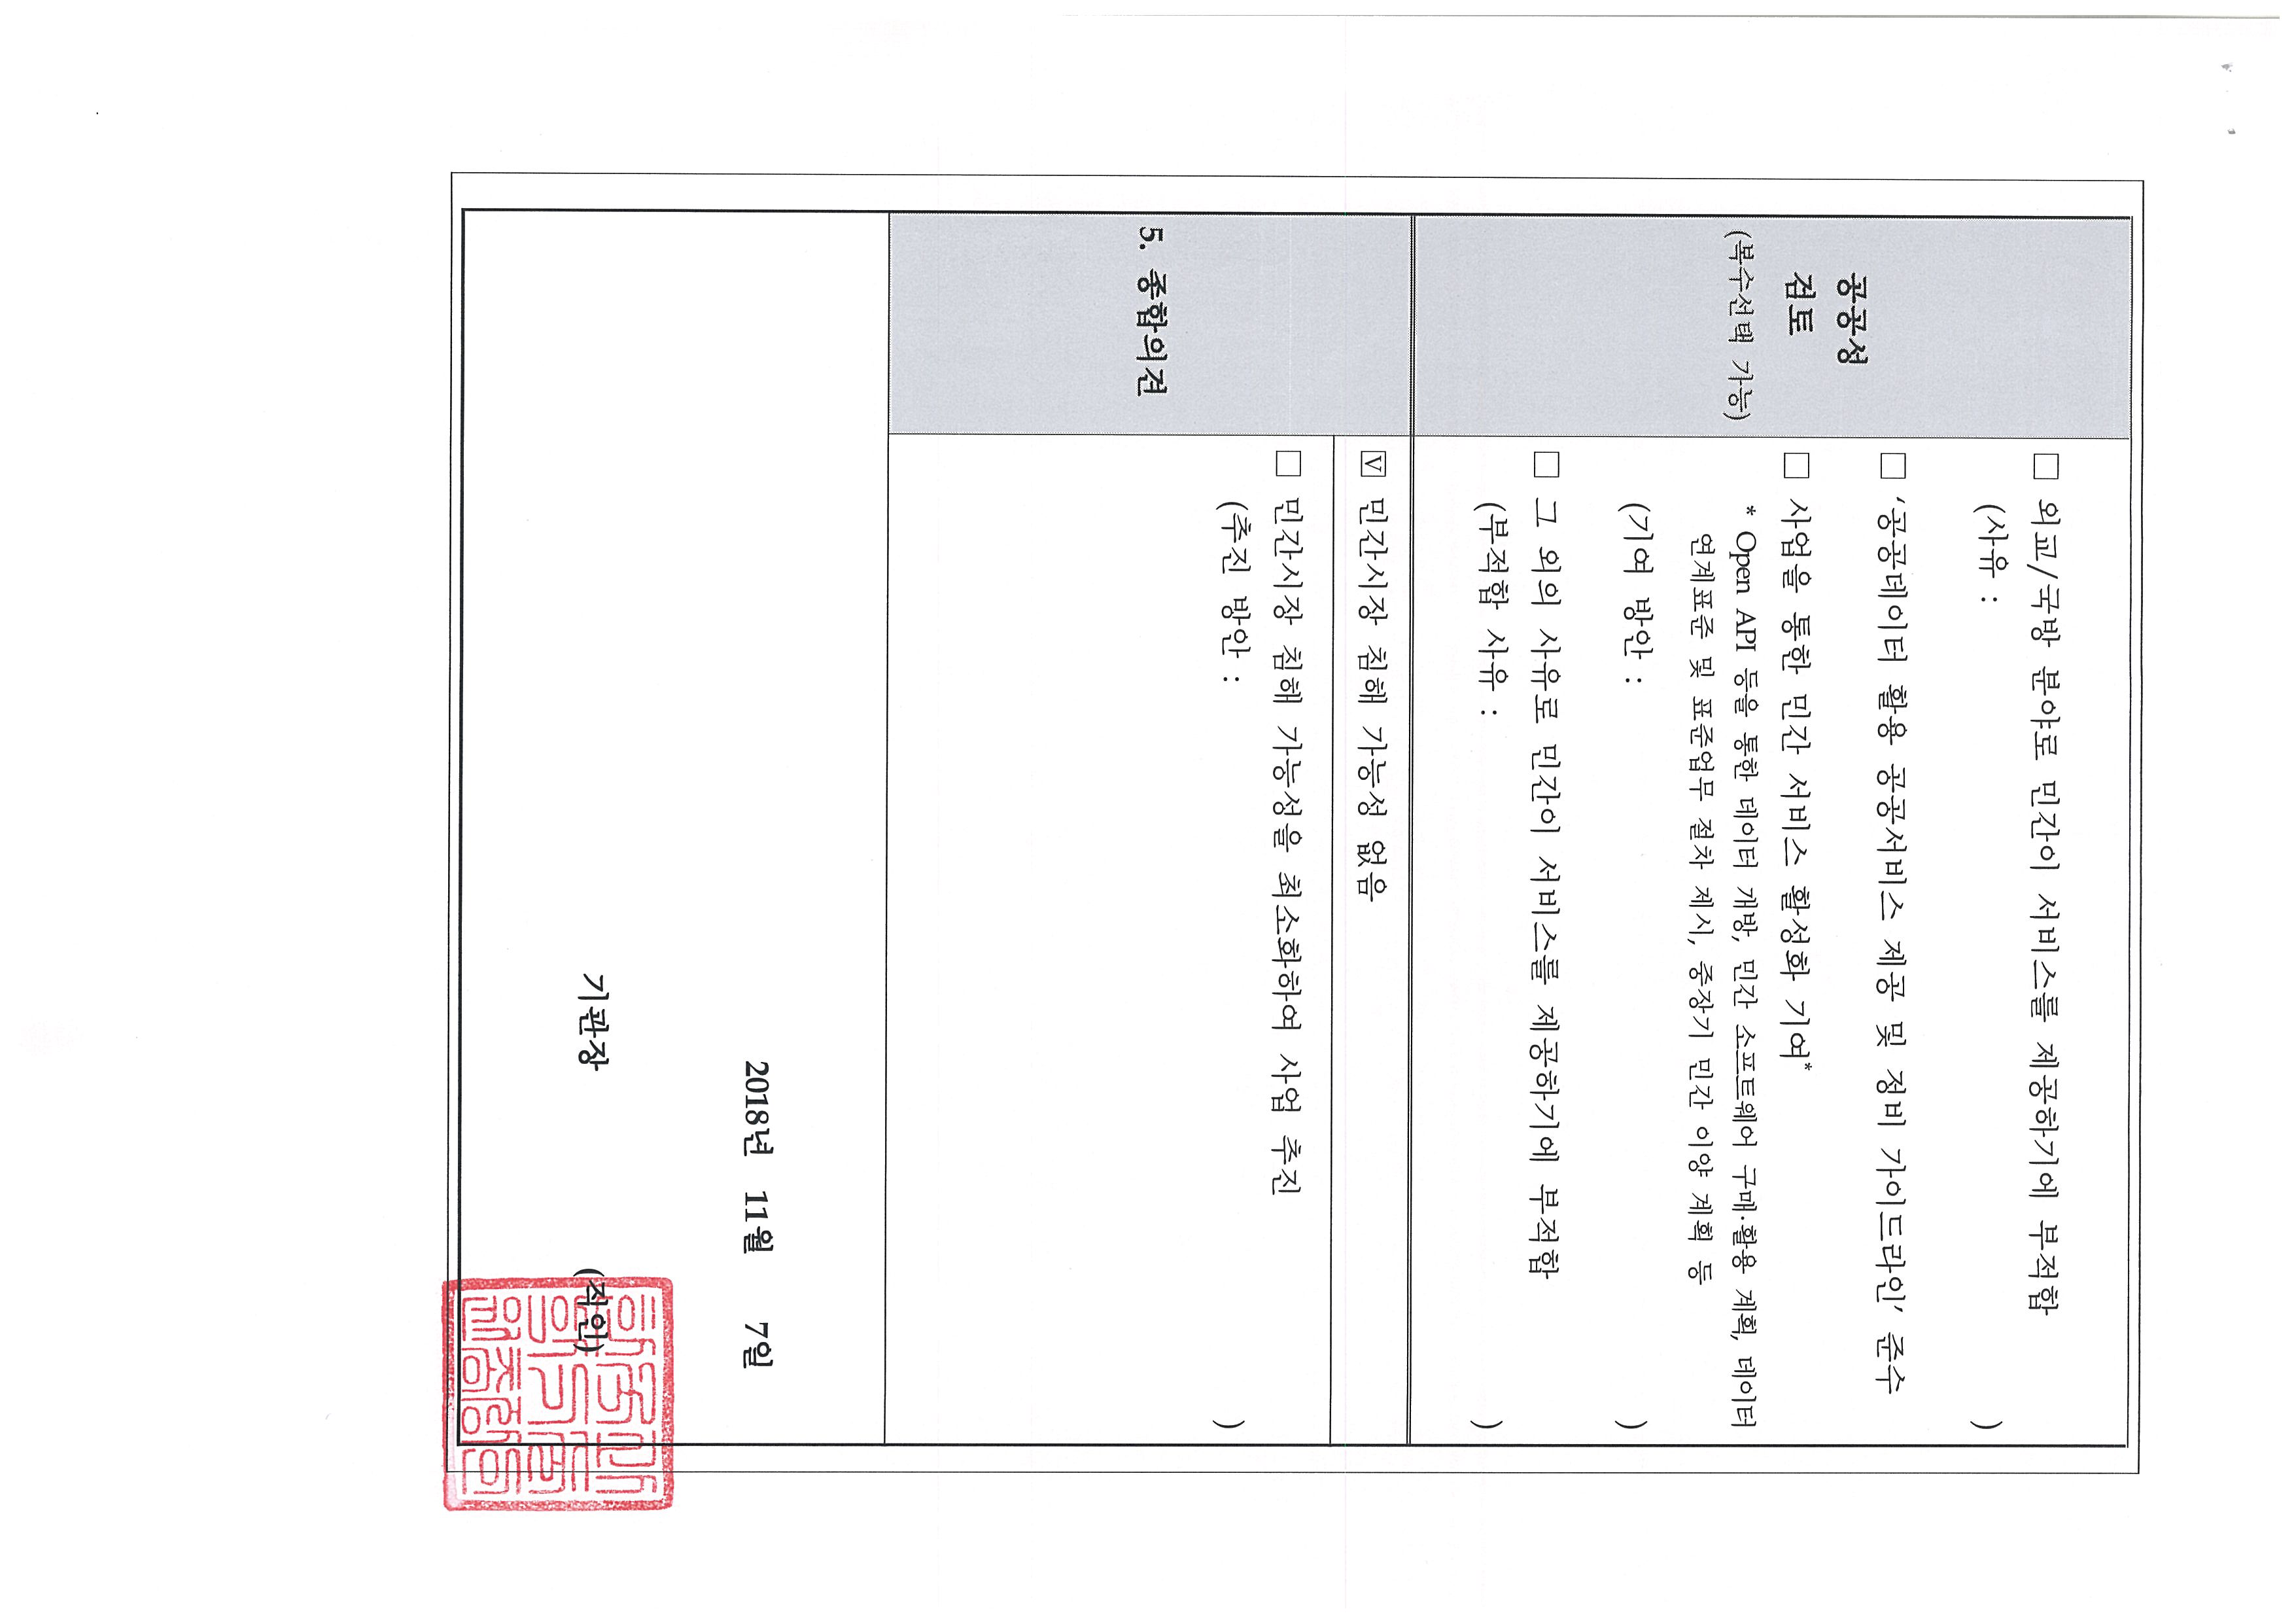 공공성
검토
(복수선택 가능)
□ 외교/국방 분야로 민간이 서비스를 제공하기에 부적합
(사유 : )
□ ‘공공데이터 활용 공공서비스 제공 및 정비 가이드라인’ 준수
□ 사업을 통한 민간 서비스 활성화 기여*
* Open API 등을 통한 데이터 개방, 민간 소프트웨어 구매·활용 계획, 데이터
연계표준 및 표준업무 절차 제시, 중장기 민간 이양 계획 등
(기여 방안 : )
□ 그 외의 사유로 민간이 서비스를 제공하기에 부적합
(부적합 사유 : )
5. 종합의견
☑ 민간시장 침해 가능성 없음
□ 민간시장 침해 가능성을 최소화하여 사업 추진
(추진 방안 : )
2018년 11월 7일
기관장 (직인)